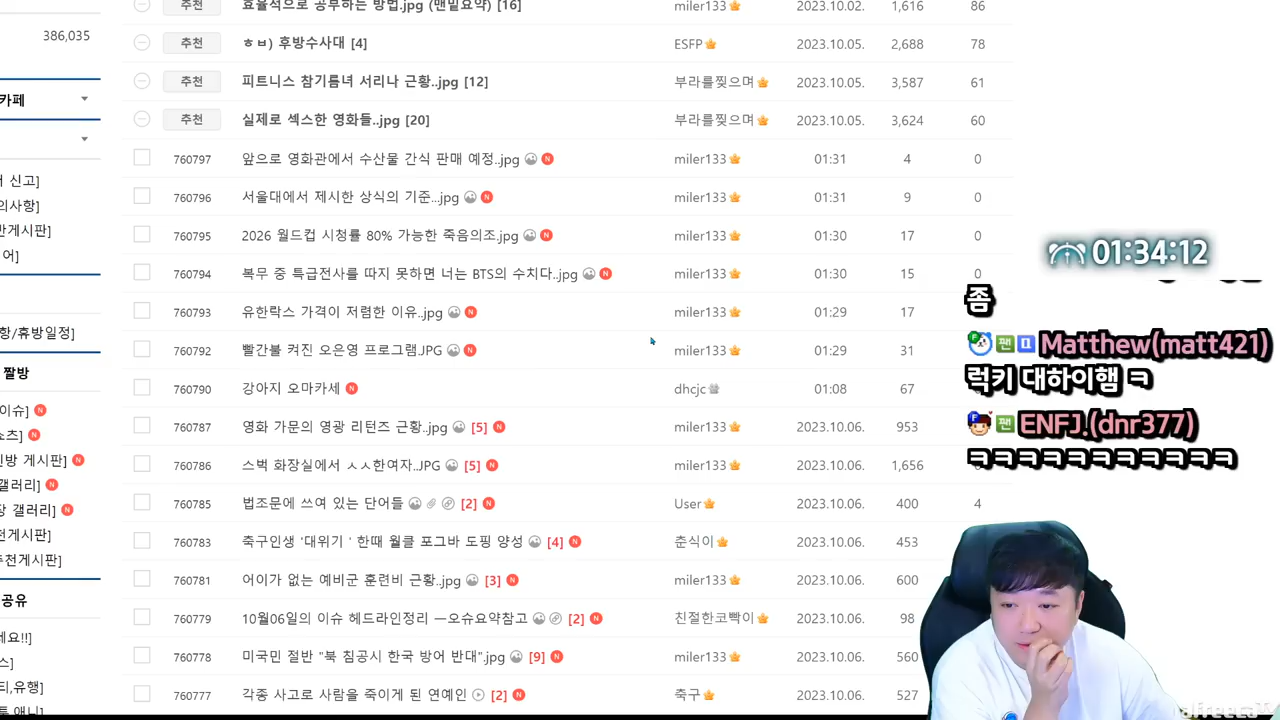 386,035
카페
신고]
의사항]
반게시판]
어]
항/휴방일정]
짤방
이슈] N
쇼츠] N
인방 게시판] N
갤러리] N
장 갤러리] N
천게시판]
추천게시판]
공유
세요!!]
스]
티,유행]
추천 효율적으로 공부하는 방법.jpg (맨밑요약) [16] miler133 2023.10.02. 1,616 86
추천 ㅎㅂ) 후방수사대 [4] ESFP 2023.10.05. 2,688 78
추천 피트니스 참기름녀 서리나 근황..jpg [12] 부라를찢으며 2023.10.05. 3,587 61
추천 실제로 섹스한 영화들..jpg [20] 부라를찢으며 2023.10.05. 3,624 60
760797 앞으로 영화관에서 수산물 간식 판매 예정..jpg N miler133 01:31 4 0
760796 서울대에서 제시한 상식의 기준...jpg N miler133 01:31 9 0
760795 2026 월드컵 시청률 80% 가능한 죽음의조.jpg N miler133 01:30 17 0
760794 복무 중 특급전사를 따지 못하면 너는 BTS의 수치다..jpg N miler133 01:30 15 0
760793 유한락스 가격이 저렴한 이유..jpg N miler133 01:29 17
760792 빨간불 켜진 오은영 프로그램.JPG N miler133 01:29 31
760790 강아지 오마카세 N dhcjc 01:08 67
760787 영화 가문의 영광 리턴즈 근황..jpg [5] N miler133 2023.10.06. 953
760786 스벅 화장실에서 ㅅㅅ한여자..JPG [5] N miler133 2023.10.06. 1,656
760785 법조문에 쓰여 있는 단어들 [2] N User 2023.10.06. 400 4
760783 축구인생 '대위기 ' 한때 월클 포그바 도핑 양성 [4] N 춘식이 2023.10.06. 453
760781 어이가 없는 예비군 훈련비 근황..jpg [3] N miler133 2023.10.06. 600
760779 10월06일의 이슈 헤드라인정리 ㅡ오슈요약참고 [2] N 친절한코빡이 2023.10.06. 98
760778 미국민 절반 "북 침공시 한국 방어 반대".jpg [9] N miler133 2023.10.06. 560
760777 각종 사고로 사람을 죽이게 된 연예인 [2] N 축구 2023.10.06. 527
01:34:12
좀
팬 Matthew(matt421)
럭키 대하이햄 ㅋ
팬 ENFJ.(dnr377)
ㅋㅋㅋㅋㅋㅋㅋㅋㅋㅋㅋ
afreecaTV